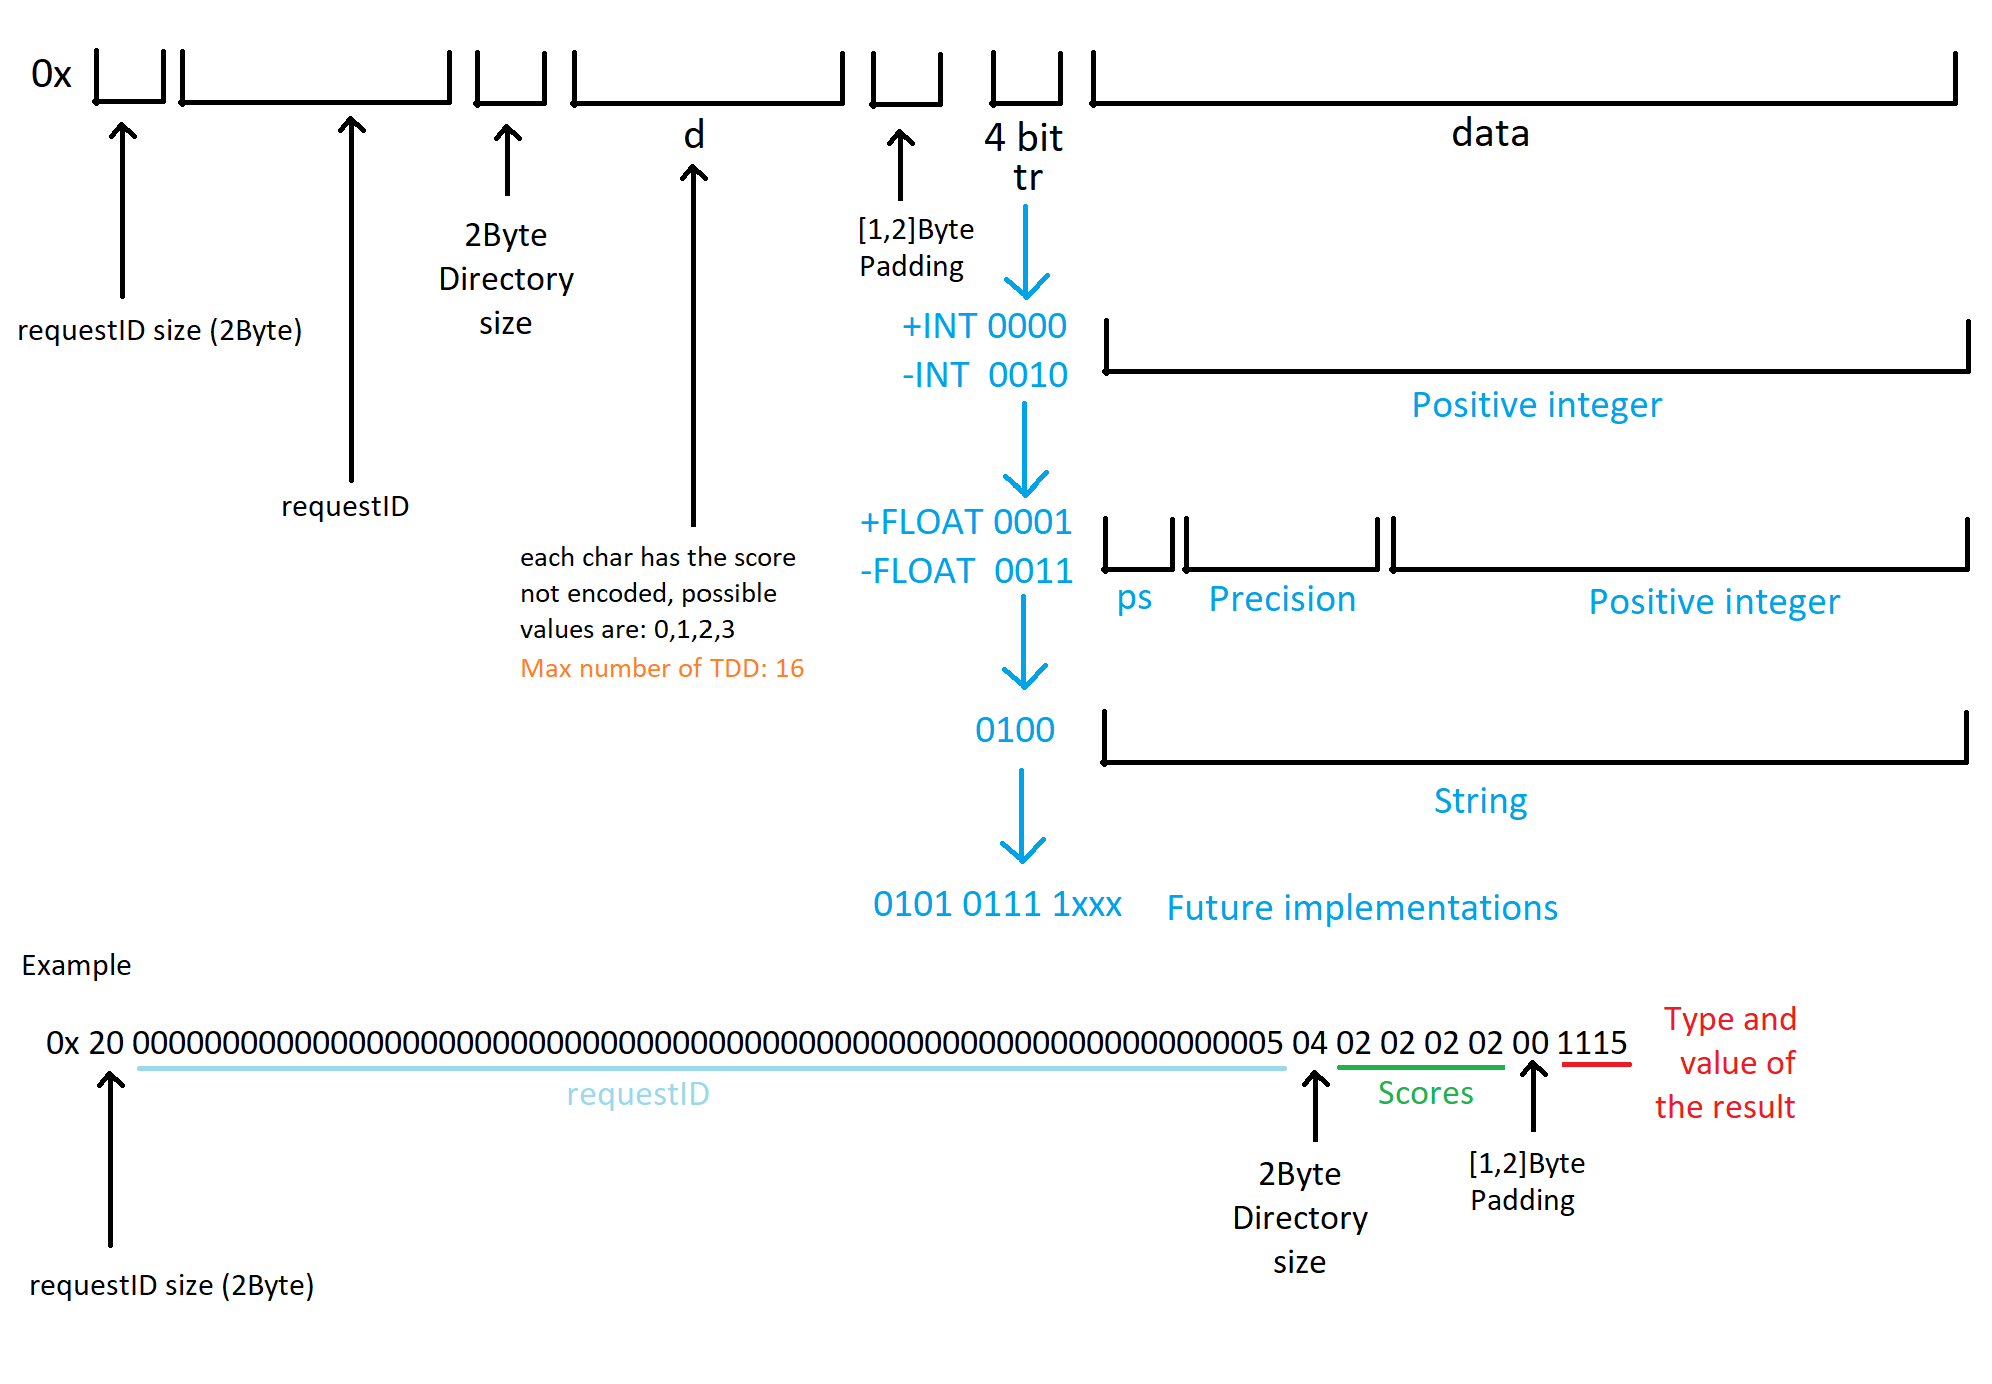 0x
d
4 bit
tr
data
requestID size (2Byte)
requestID
2Byte
Directory
size
each char has the score
not encoded, possible
values are: 0,1,2,3
Max number of TDD: 16
[1,2]Byte
Padding
+INT 0000
-INT 0010
Positive integer
+FLOAT 0001
-FLOAT 0011
ps
Precision
Positive integer
0100
String
0101 0111 1xxx
Future implementations
Example
0x 20 0000000000000000000000000000000000000000000000000000000000000005 04 02 02 02 02 00 1115
requestID
Scores
Type and
value of
the result
requestID size (2Byte)
2Byte
Directory
size
[1,2]Byte
Padding